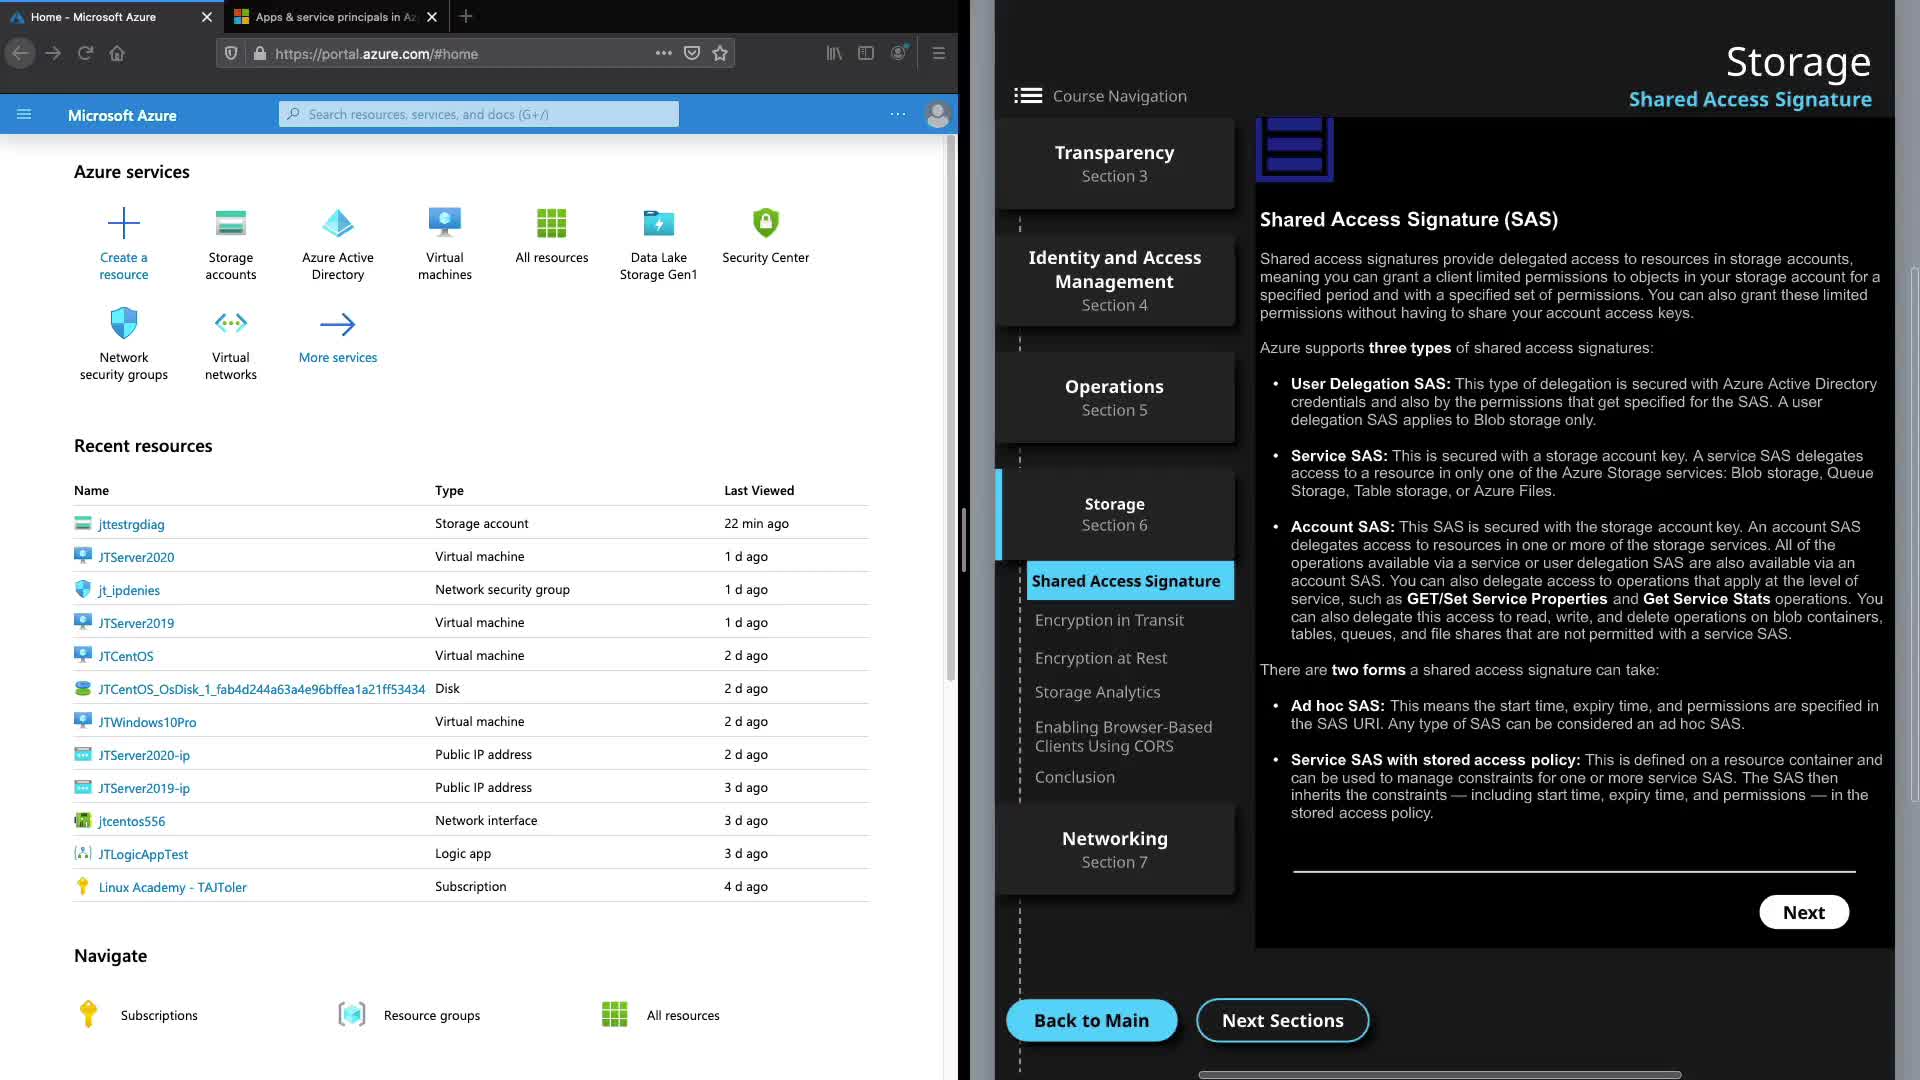 Home - Microsoft Azure
Apps & service principals in Az
https://portal.azure.com/#home
Microsoft Azure
Search resources, services, and docs (G+/)
Azure services
Create a resource
Storage accounts
Azure Active Directory
Virtual machines
All resources
Data Lake Storage Gen1
Security Center
Network security groups
Virtual networks
More services
Recent resources
Name Type Last Viewed
jttestrgdiag Storage account 22 min ago
JTServer2020 Virtual machine 1 d ago
jt_ipdenies Network security group 1 d ago
JTServer2019 Virtual machine 1 d ago
JTCentOS Virtual machine 2 d ago
JTCentOS_OsDisk_1_fab4d244a63a4e96bffea1a21ff53434 Disk 2 d ago
JTWindows10Pro Virtual machine 2 d ago
JTServer2020-ip Public IP address 2 d ago
JTServer2019-ip Public IP address 3 d ago
jtcentos556 Network interface 3 d ago
JTLogicAppTest Logic app 3 d ago
Linux Academy - TAJToler Subscription 4 d ago
Navigate
Subscriptions
Resource groups
All resources
Storage
Shared Access Signature
Course Navigation
Transparency
Section 3
Identity and Access
Management
Section 4
Operations
Section 5
Storage
Section 6
Shared Access Signature
Encryption in Transit
Encryption at Rest
Storage Analytics
Enabling Browser-Based
Clients Using CORS
Conclusion
Networking
Section 7
Back to Main
Next Sections
Shared Access Signature (SAS)
Shared access signatures provide delegated access to resources in storage accounts,
meaning you can grant a client limited permissions to objects in your storage account for a
specified period and with a specified set of permissions. You can also grant these limited
permissions without having to share your account access keys.
Azure supports three types of shared access signatures:
• User Delegation SAS: This type of delegation is secured with Azure Active Directory
credentials and also by the permissions that get specified for the SAS. A user
delegation SAS applies to Blob storage only.
• Service SAS: This is secured with a storage account key. A service SAS delegates
access to a resource in only one of the Azure Storage services: Blob storage, Queue
Storage, Table storage, or Azure Files.
• Account SAS: This SAS is secured with the storage account key. An account SAS
delegates access to resources in one or more of the storage services. All of the
operations available via a service or user delegation SAS are also available via an
account SAS. You can also delegate access to operations that apply at the level of
service, such as GET/Set Service Properties and Get Service Stats operations. You
can also delegate this access to read, write, and delete operations on blob containers,
tables, queues, and file shares that are not permitted with a service SAS.
There are two forms a shared access signature can take:
• Ad hoc SAS: This means the start time, expiry time, and permissions are specified in
the SAS URI. Any type of SAS can be considered an ad hoc SAS.
• Service SAS with stored access policy: This is defined on a resource container and
can be used to manage constraints for one or more service SAS. The SAS then
inherits the constraints — including start time, expiry time, and permissions — in the
stored access policy.
Next